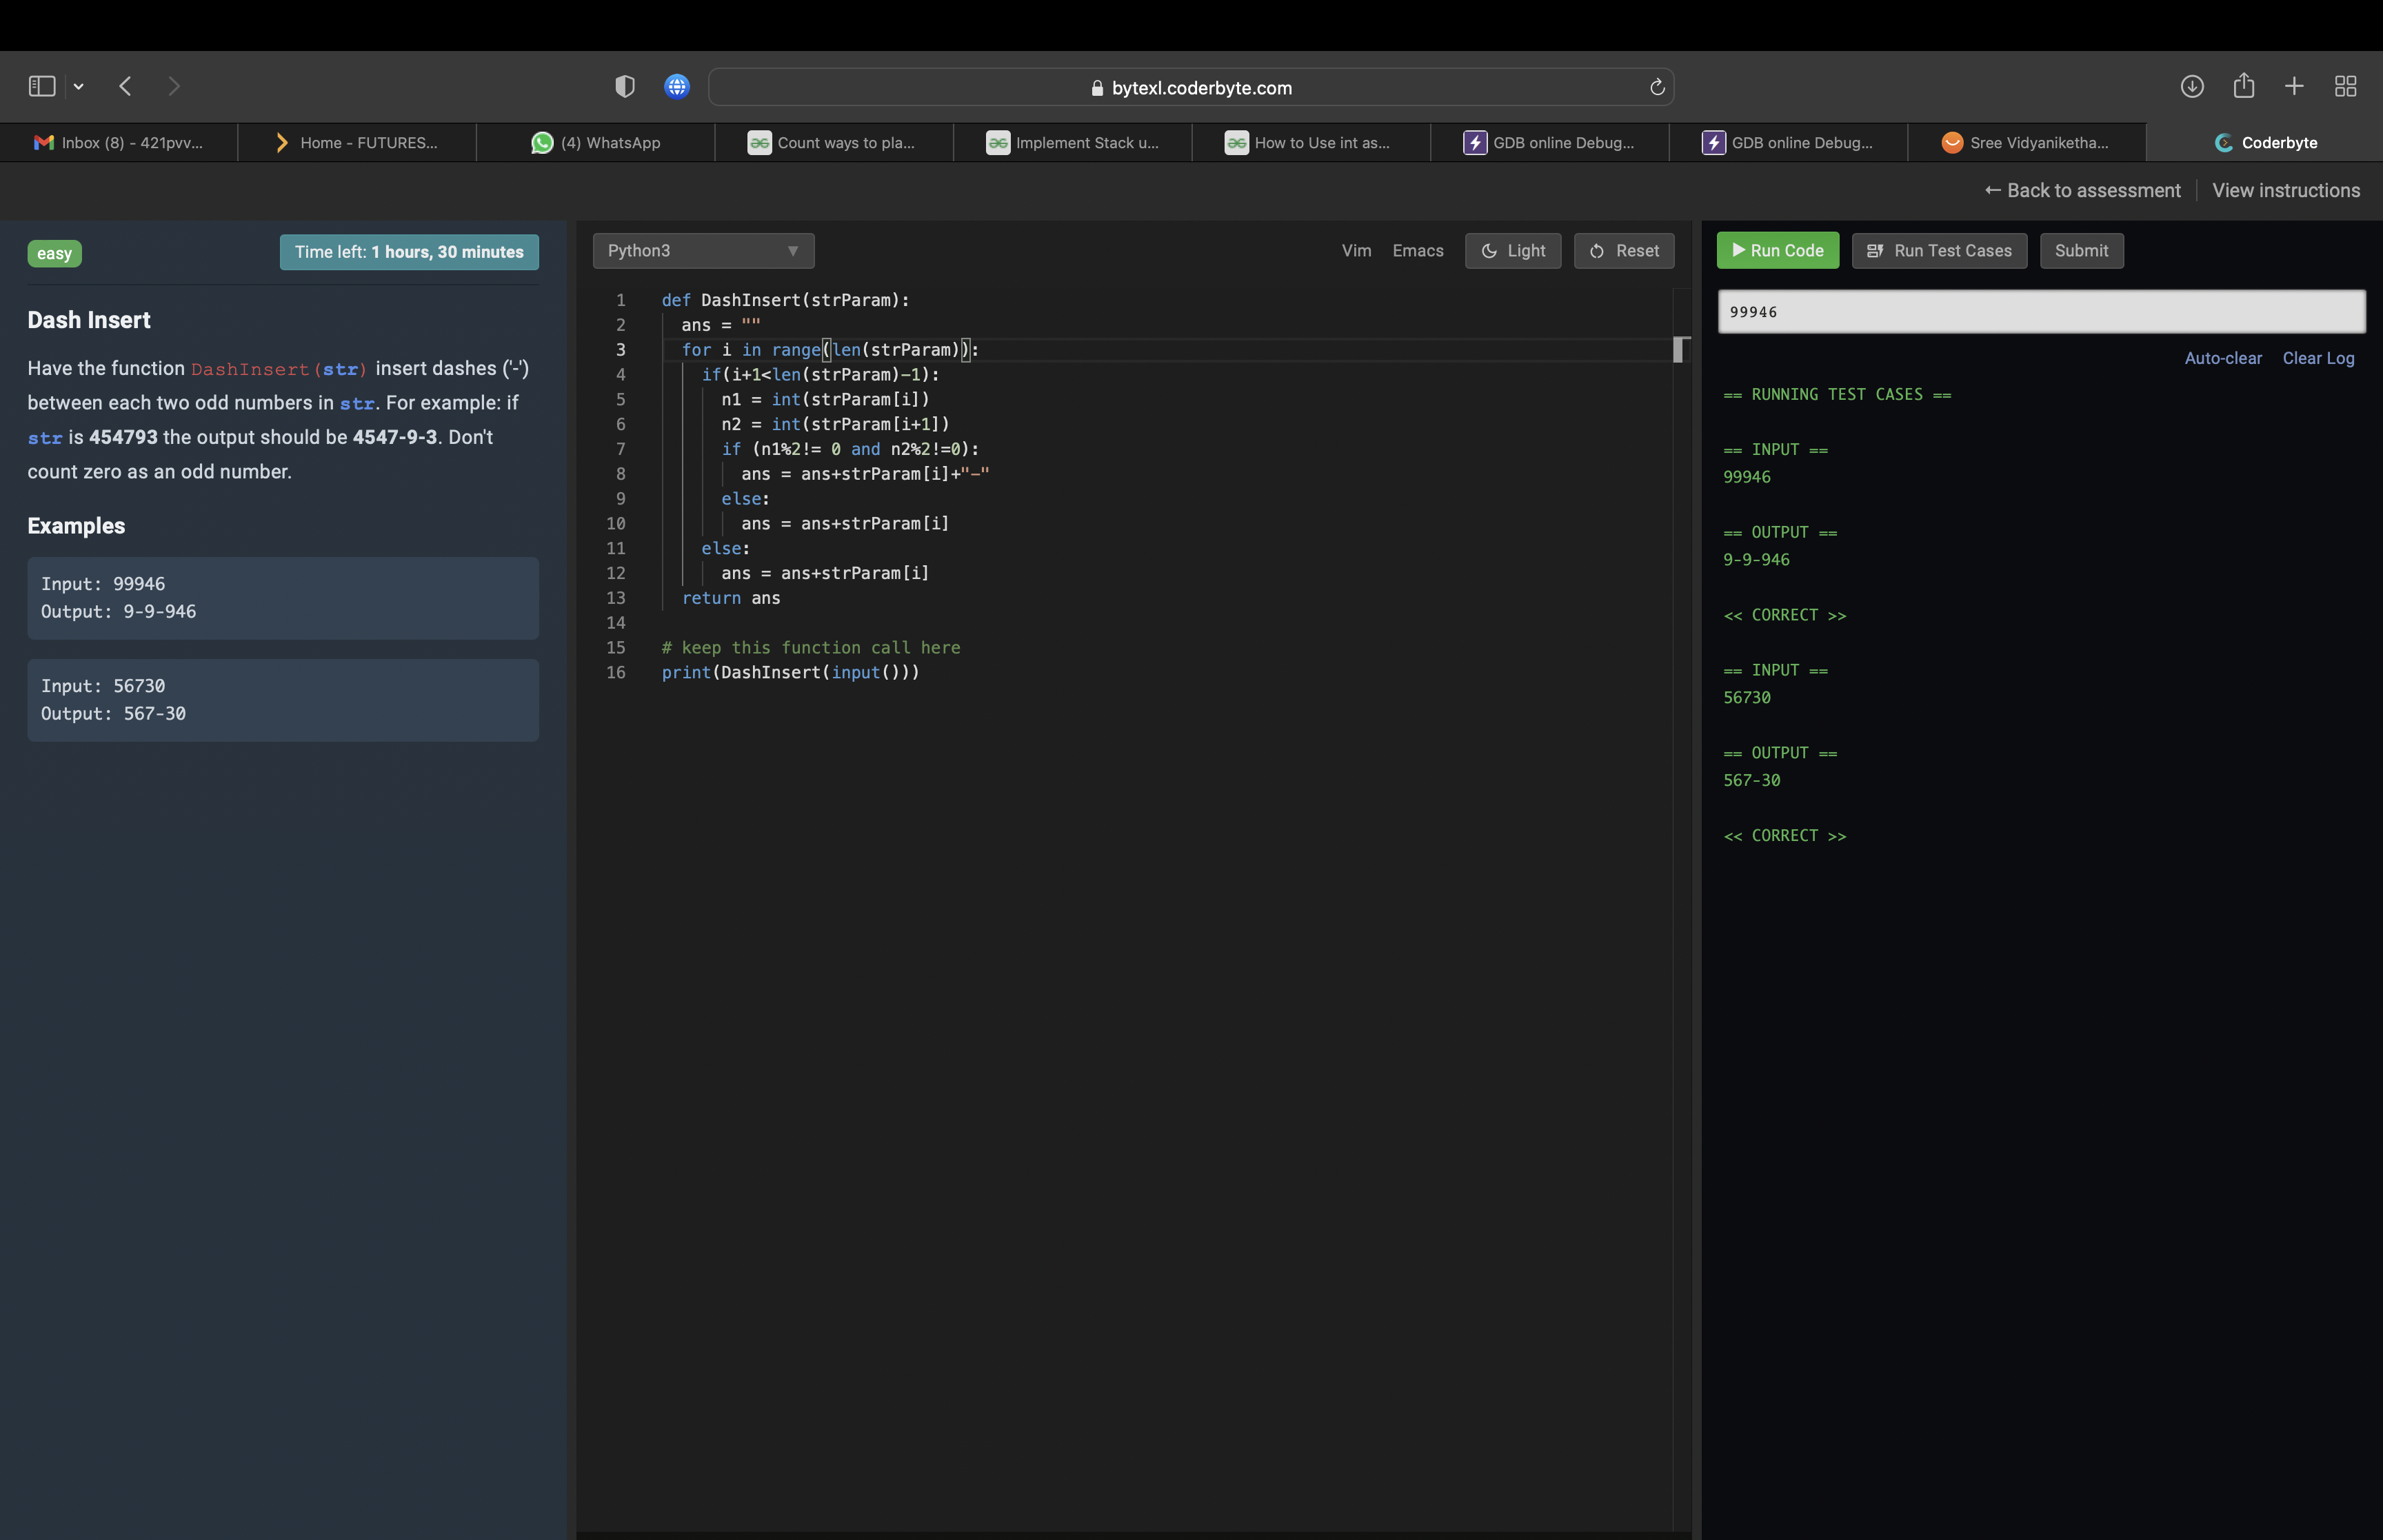 bytexl.coderbyte.com
Inbox (8) - 421pvv...
Home - FUTURES...
(4) WhatsApp
Count ways to pla...
Implement Stack u...
How to Use int as...
GDB online Debug...
GDB online Debug...
Sree Vidyaniketha...
Coderbyte
← Back to assessment
View instructions
easy
Time left: 1 hours, 30 minutes
Dash Insert
Have the function DashInsert(str) insert dashes ('-')
between each two odd numbers in str. For example: if
str is 454793 the output should be 4547-9-3. Don't
count zero as an odd number.
Examples
Input: 99946
Output: 9-9-946
Input: 56730
Output: 567-30
Python3
Vim
Emacs
Light
Reset
1 def DashInsert(strParam):
2 ans = ""
3 for i in range(len(strParam)):
4 if(i+1<len(strParam)-1):
5 n1 = int(strParam[i])
6 n2 = int(strParam[i+1])
7 if (n1%2!= 0 and n2%2!=0):
8 ans = ans+strParam[i]+"-"
9 else:
10 ans = ans+strParam[i]
11 else:
12 ans = ans+strParam[i]
13 return ans
14
15 # keep this function call here
16 print(DashInsert(input()))
Run Code
Run Test Cases
Submit
99946
Auto-clear
Clear Log
== RUNNING TEST CASES ==
== INPUT ==
99946
== OUTPUT ==
9-9-946
<< CORRECT >>
== INPUT ==
56730
== OUTPUT ==
567-30
<< CORRECT >>